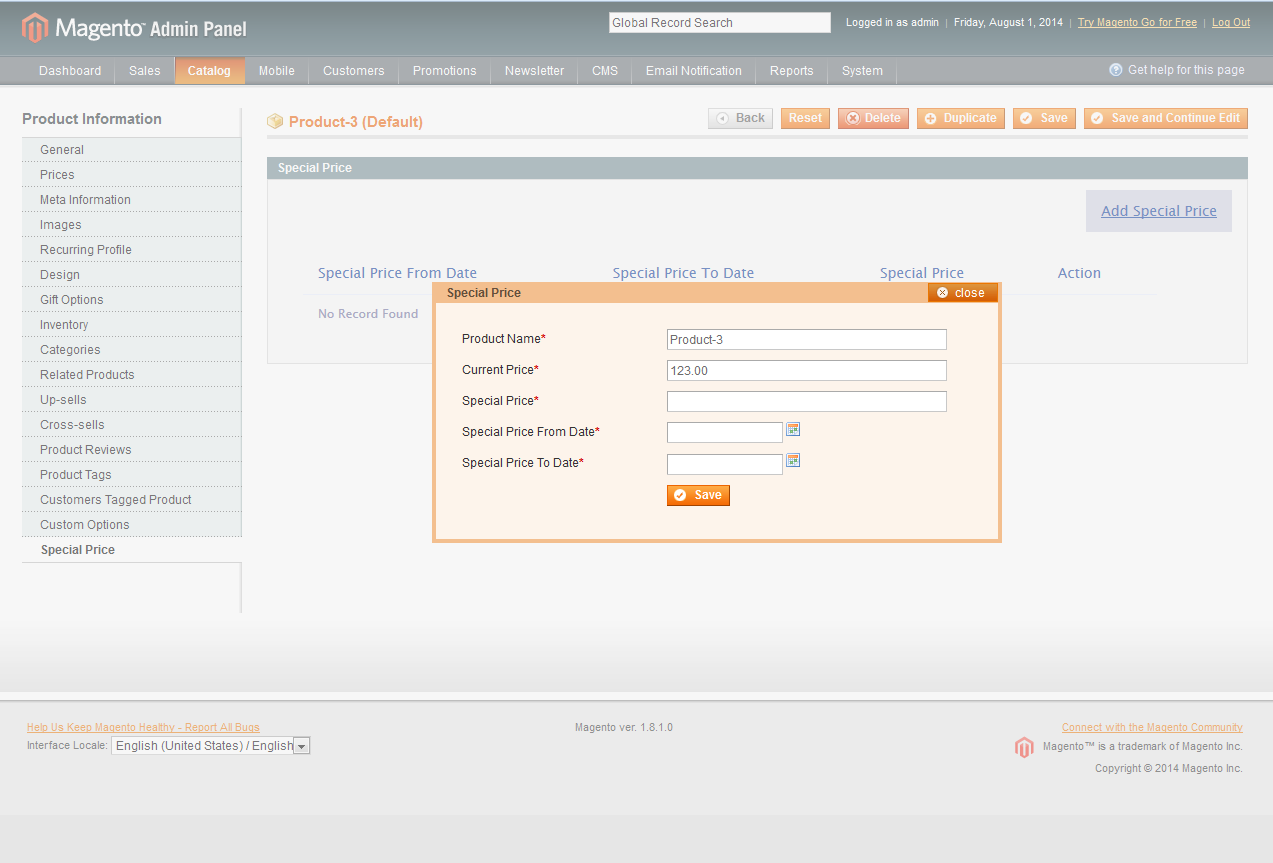 Magento™ Admin Panel
Global Record Search
Logged in as admin | Friday, August 1, 2014 | Try Magento Go for Free | Log Out
Dashboard Sales Catalog Mobile Customers Promotions Newsletter CMS Email Notification Reports System
Get help for this page
Product Information
General
Prices
Meta Information
Images
Recurring Profile
Design
Gift Options
Inventory
Categories
Related Products
Up-sells
Cross-sells
Product Reviews
Product Tags
Customers Tagged Product
Custom Options
Special Price
Product-3 (Default)
Back Reset Delete Duplicate Save Save and Continue Edit
Special Price
Add Special Price
Special Price From Date Special Price To Date Special Price Action
No Record Found
Special Price close
Product Name* Product-3
Current Price* 123.00
Special Price*
Special Price From Date*
Special Price To Date*
Save
Help Us Keep Magento Healthy - Report All Bugs
Interface Locale: English (United States) / English
Magento ver. 1.8.1.0
Connect with the Magento Community
Magento™ is a trademark of Magento Inc.
Copyright © 2014 Magento Inc.